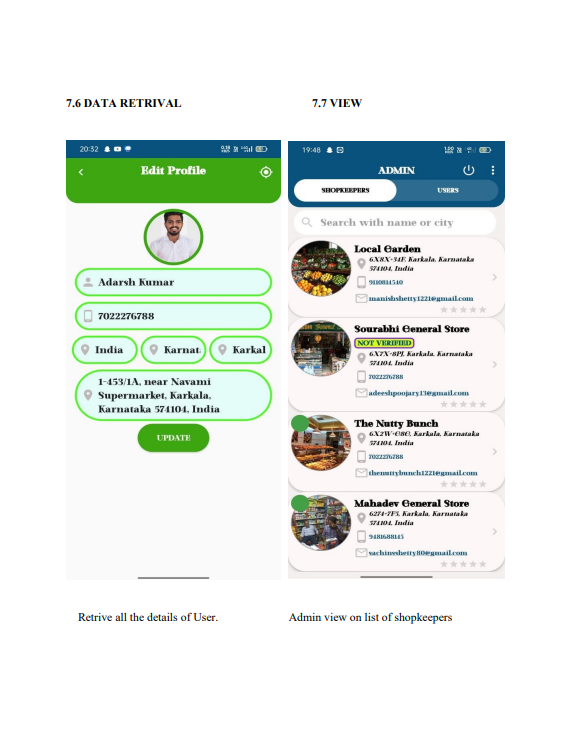 7.6 DATA RETRIVAL
7.7 VIEW
20:32
Edit Profile
Adarsh Kumar
7022276788
India
Karnat
Karkal
1-453/1A, near Navami
Supermarket, Karkala,
Karnataka 574104, India
UPDATE
19:48
ADMIN
SHOPKEEPERS
USERS
Search with name or city
Local Garden
6X8X+34F, Karkala, Karnataka
574104, India
manishshetty1221@gmail.com
Sourabhi General Store
NOT VERIFIED
6X7X+8PJ, Karkala, Karnataka
574104, India
7022276788
adeeshpoojary13@gmail.com
The Nutty Bunch
6X2W+G8G, Karkala, Karnataka
574104, India
7022276788
thenuttybunch1221@gmail.com
Mahadev General Store
6274+7F5, Karkala, Karnataka
574104, India
9481688145
sachinvshetty80@gmail.com
Retrive all the details of User.
Admin view on list of shopkeepers